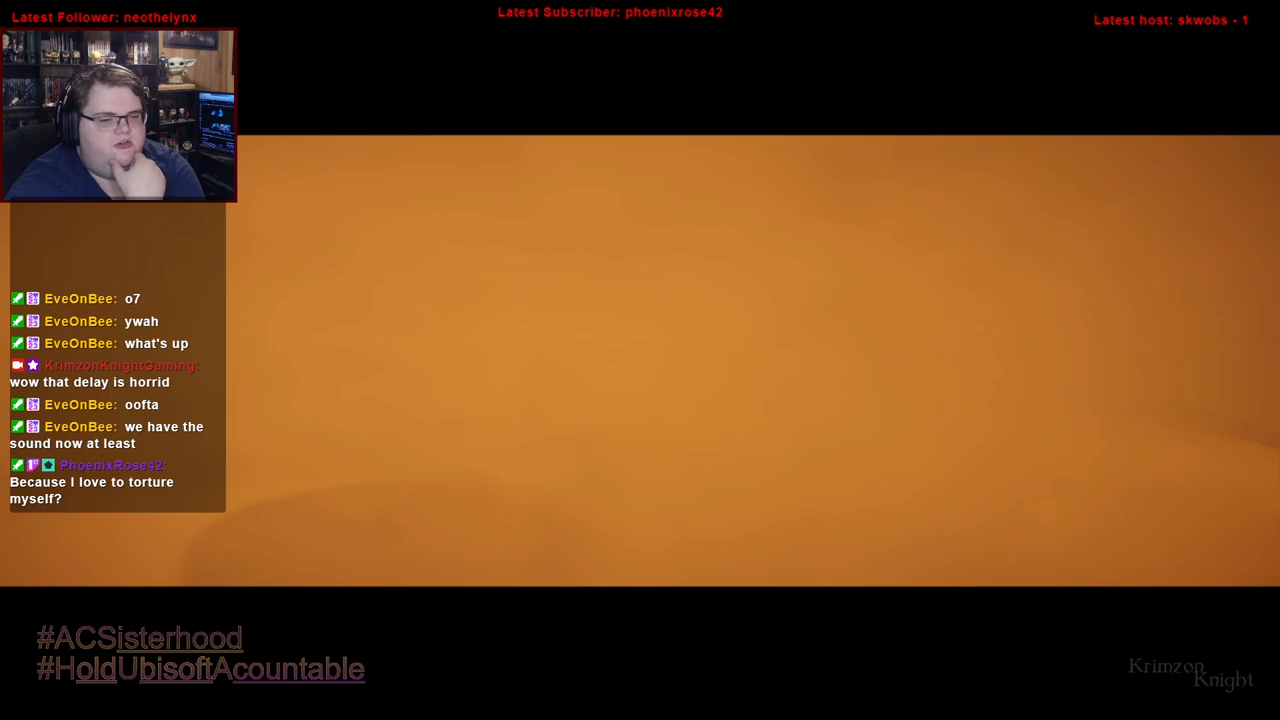 Latest Follower: neothelynx
Latest Subscriber: phoenixrose42
Latest host: skwobs - 1
EveOnBee: o7
EveOnBee: ywah
EveOnBee: what's up
KrimzonKnightGaming:
wow that delay is horrid
EveOnBee: oofta
EveOnBee: we have the
sound now at least
PhoenixRose42:
Because I love to torture
myself?
#ACSisterhood
#HoldUbisoftAcountable
Krimzon
Knight